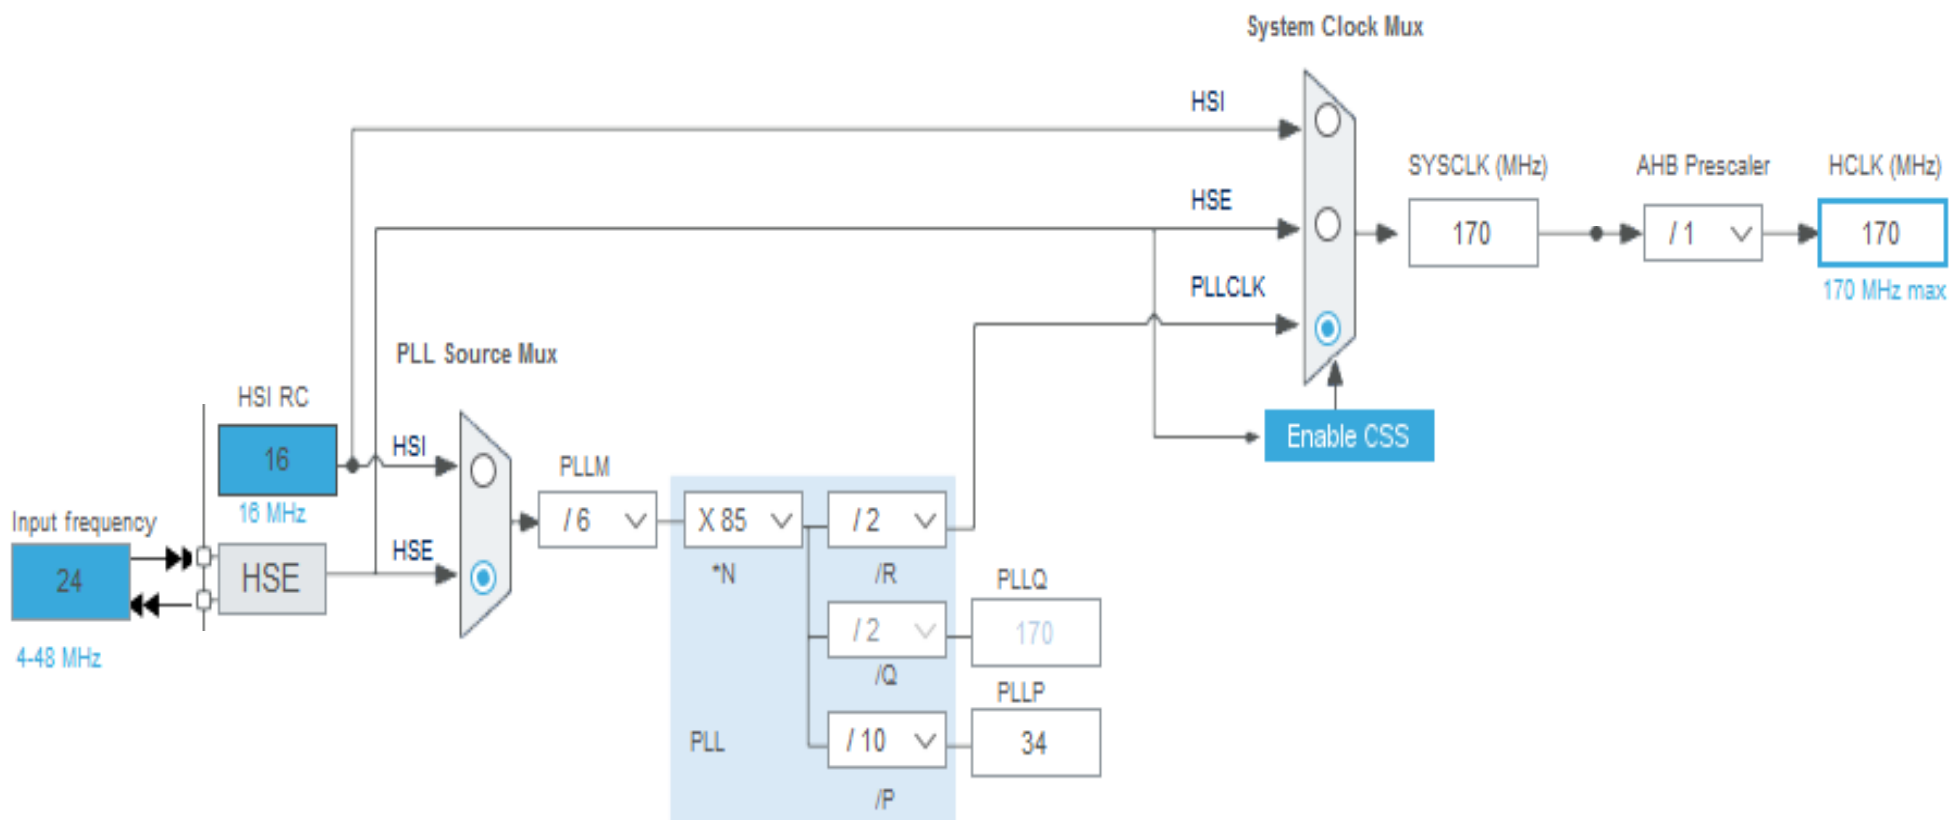 System Clock Mux
HSI
SYSCLK (MHz)
AHB Prescaler
HCLK (MHz)
HSE
170
/ 1
170
PLLCLK
170 MHz max
PLL Source Mux
HSI RC
Enable CSS
HSI
16
PLLM
16 MHz
Input frequency
/ 6
X 85
/ 2
HSE
24
HSE
*N
/R
PLLQ
/ 2
170
4-48 MHz
/Q
PLLP
PLL
/ 10
34
/P